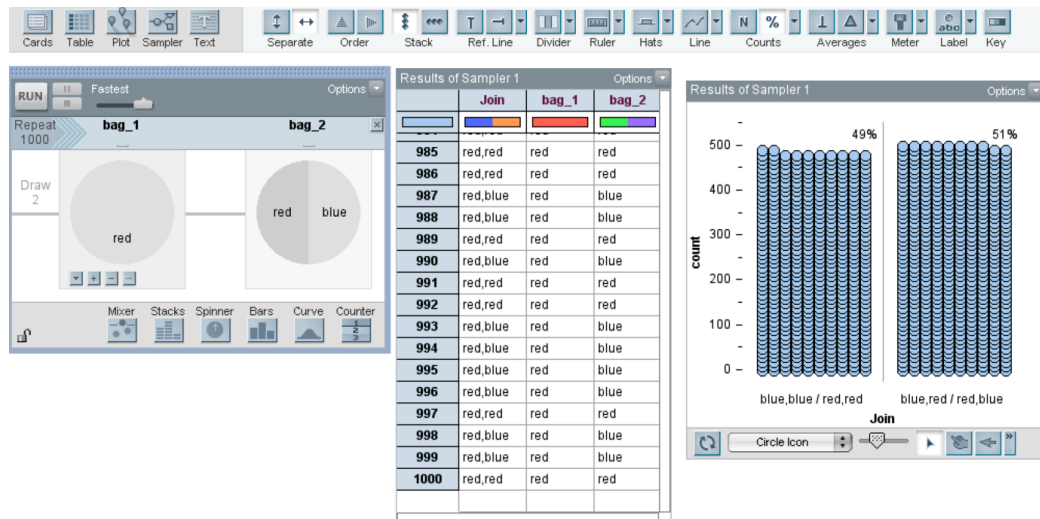 Cards Table Plot Sampler Text Separate Order Stack Ref. Line Divider Ruler Hats Line Counts Averages Meter Label Key
N % abc
RUN Fastest Options
Repeat 1000 bag_1 bag_2
Draw 2
red
red blue
Mixer Stacks Spinner Bars Curve Counter
1
2
3
Results of Sampler 1 Options
Join bag_1 bag_2
985 red,red red red
986 red,red red red
987 red,blue red blue
988 red,blue red blue
989 red,red red red
990 red,blue red blue
991 red,red red red
992 red,red red red
993 red,blue red blue
994 red,blue red blue
995 red,blue red blue
996 red,blue red blue
997 red,red red red
998 red,blue red blue
999 red,blue red blue
1000 red,red red red
Results of Sampler 1 Options
49% 51%
500
400
300
200
100
0
count
blue,blue / red,red blue,red / red,blue
Join
Circle Icon